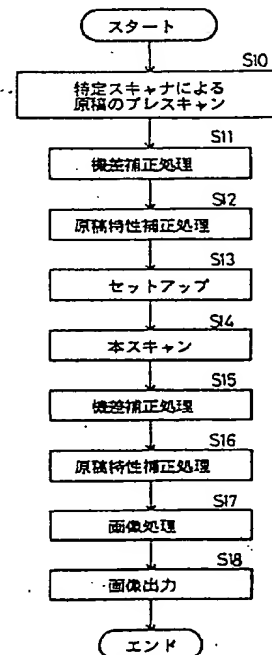 スタート
S10
特定スキャナによる
原稿のプレスキャン
S11
機差補正処理
S12
原稿特性補正処理
S13
セットアップ
S14
本スキャン
S15
機差補正処理
S16
原稿特性補正処理
S17
画像処理
S18
画像出力
エンド